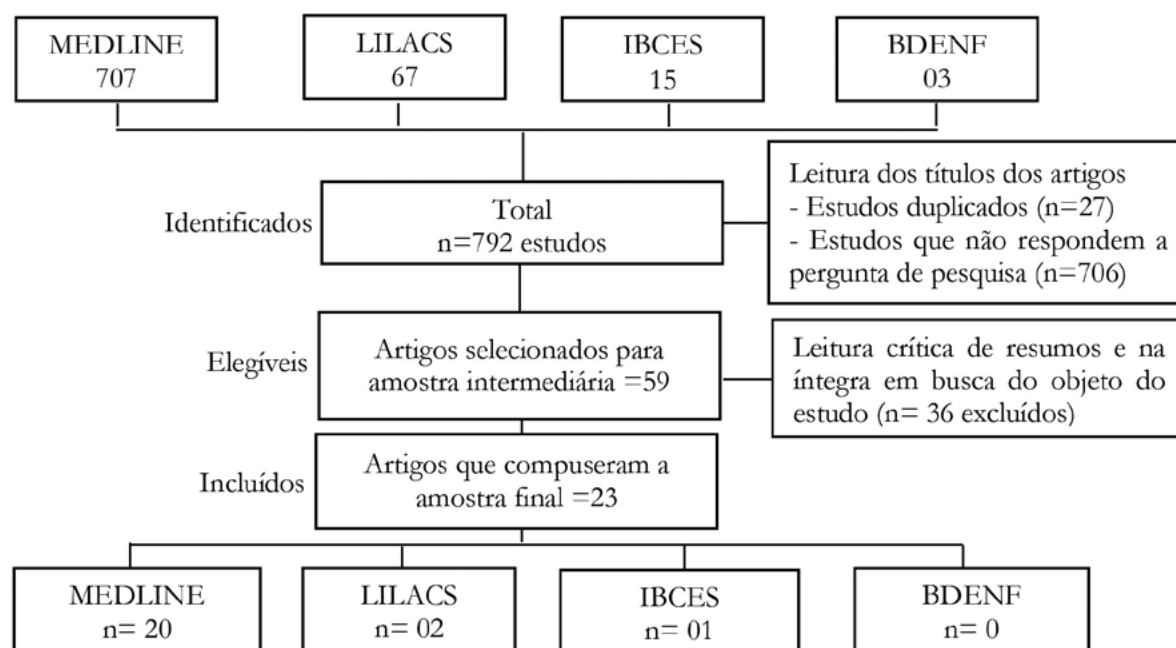 MEDLINE
707
LILACS
67
IBCES
15
BDENF
03
Identificados
Total
n=792 estudos
Leitura dos títulos dos artigos
- Estudos duplicados (n=27)
- Estudos que não respondem a
pergunta de pesquisa (n=706)
Elegíveis
Artigos selecionados para
amostra intermediária =59
Leitura crítica de resumos e na
íntegra em busca do objeto do
estudo (n= 36 excluídos)
Incluídos
Artigos que compuseram a
amostra final =23
MEDLINE
n= 20
LILACS
n= 02
IBCES
n= 01
BDENF
n= 0